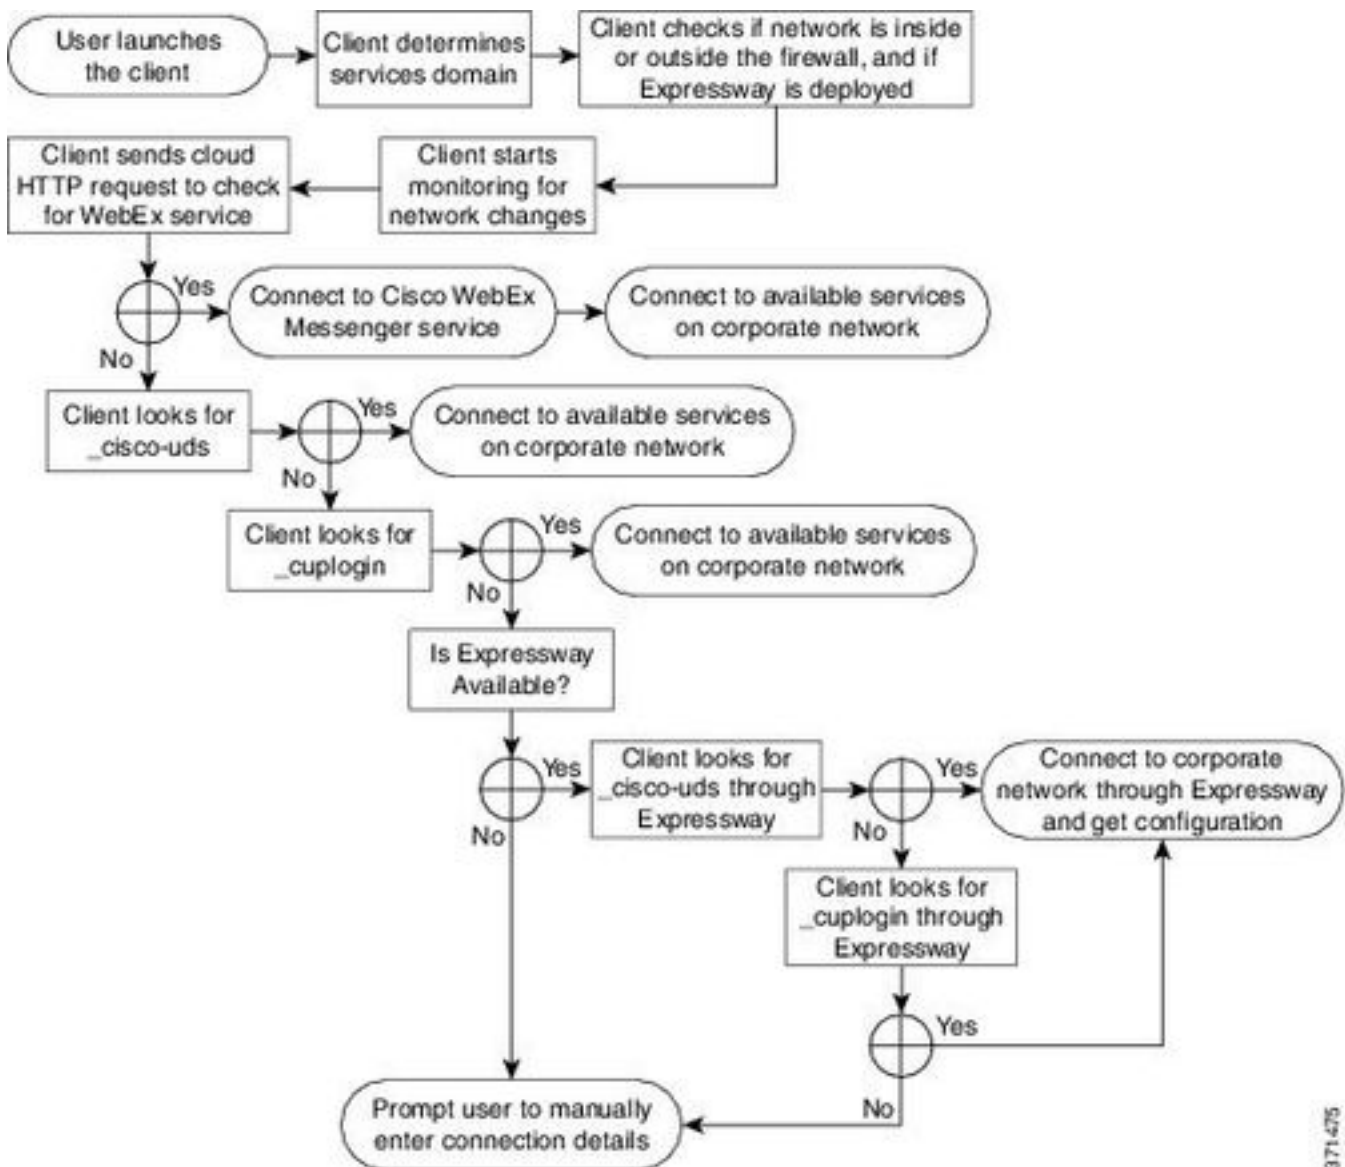 User launches
the client
Client determines
services domain
Client checks if network is inside
or outside the firewall, and if
Expressway is deployed
Client sends cloud
HTTP request to check
for WebEx service
Client starts
monitoring for
network changes
Yes
Connect to Cisco WebEx
Messenger service
Connect to available services
on corporate network
No
Client looks for
_cisco-uds
Yes
Connect to available services
on corporate network
No
Client looks for
_cuplogin
Yes
Connect to available services
on corporate network
No
Is Expressway
Available?
Yes
Client looks for
_cisco-uds through
Expressway
Yes
Connect to corporate
network through Expressway
and get configuration
No
No
Client looks for
_cuplogin through
Expressway
Yes
No
Prompt user to manually
enter connection details
371475